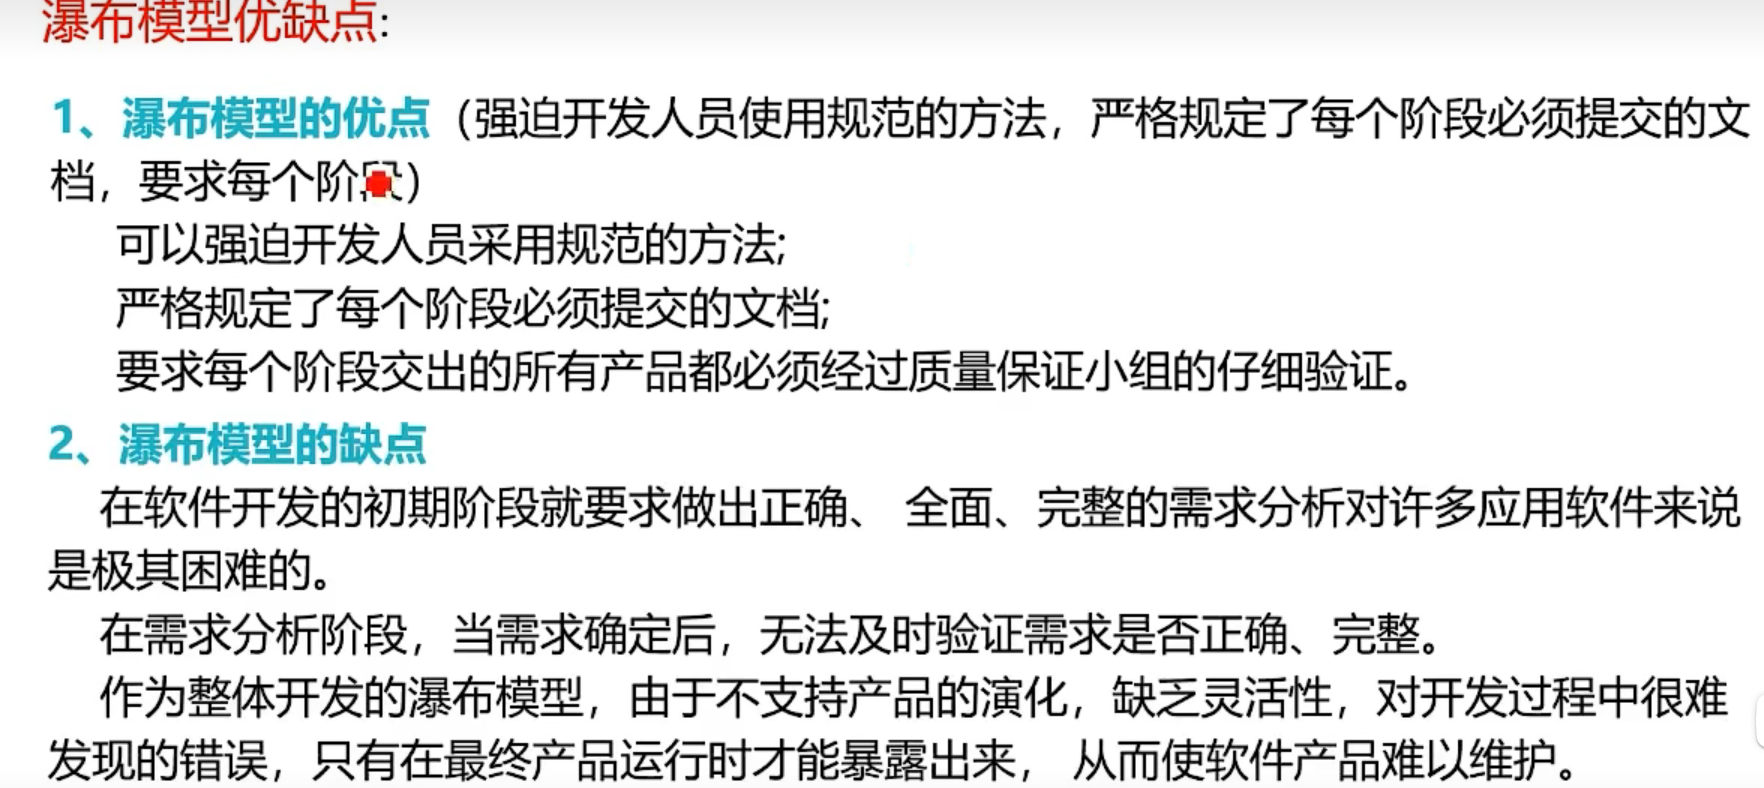 瀑布模型优缺点:
1、瀑布模型的优点（强迫开发人员使用规范的方法，严格规定了每个阶段必须提交的文
档，要求每个阶段）
可以强迫开发人员采用规范的方法;
严格规定了每个阶段必须提交的文档;
要求每个阶段交出的所有产品都必须经过质量保证小组的仔细验证。
2、瀑布模型的缺点
在软件开发的初期阶段就要求做出正确、 全面、完整的需求分析对许多应用软件来说
是极其困难的。
在需求分析阶段，当需求确定后，无法及时验证需求是否正确、完整。
作为整体开发的瀑布模型，由于不支持产品的演化，缺乏灵活性，对开发过程中很难
发现的错误，只有在最终产品运行时才能暴露出来， 从而使软件产品难以维护。